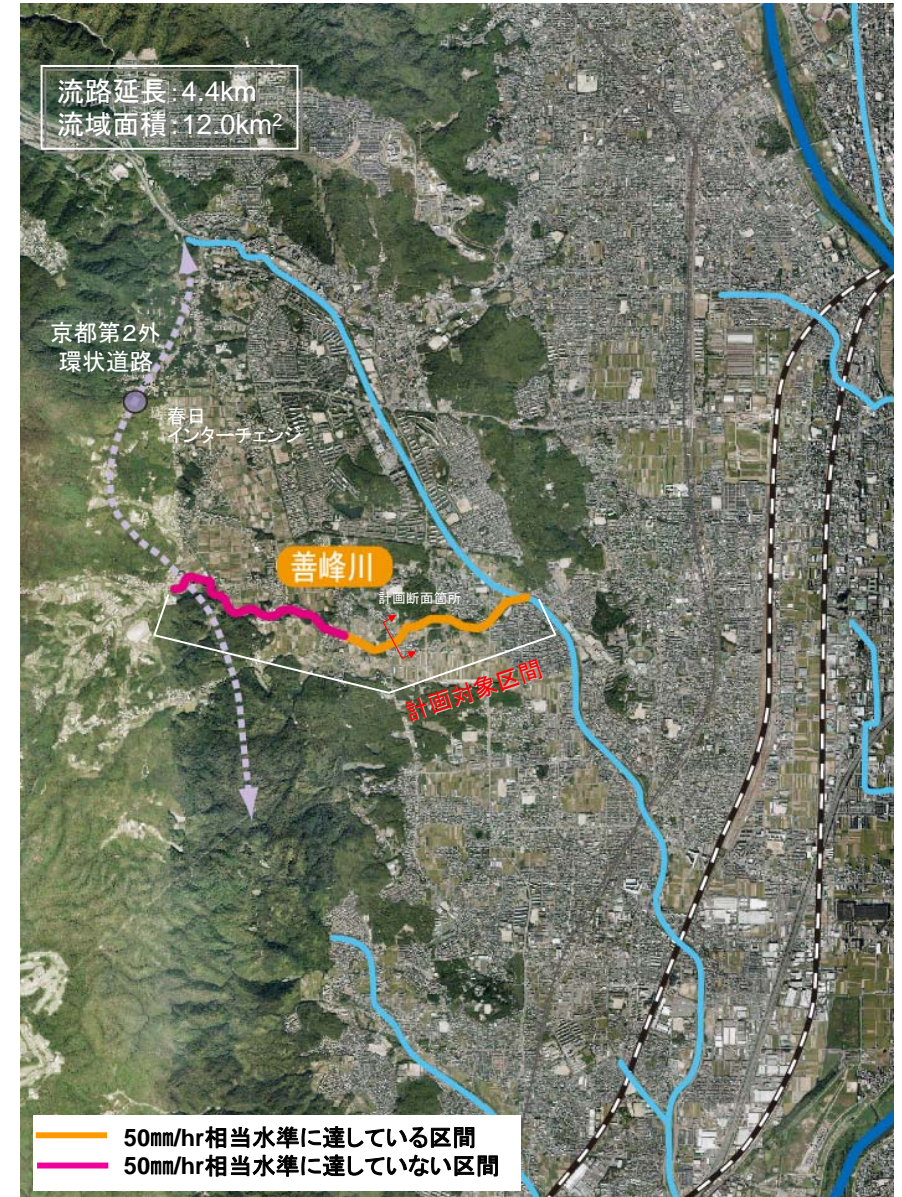 流路延長：4.4km
流域面積：12.0km²
京都第２外
環状道路
春日
インターチェンジ
善峰川
計画断面箇所
計画対象区間
50㎜/hr相当水準に達している区間
50㎜/hr相当水準に達していない区間